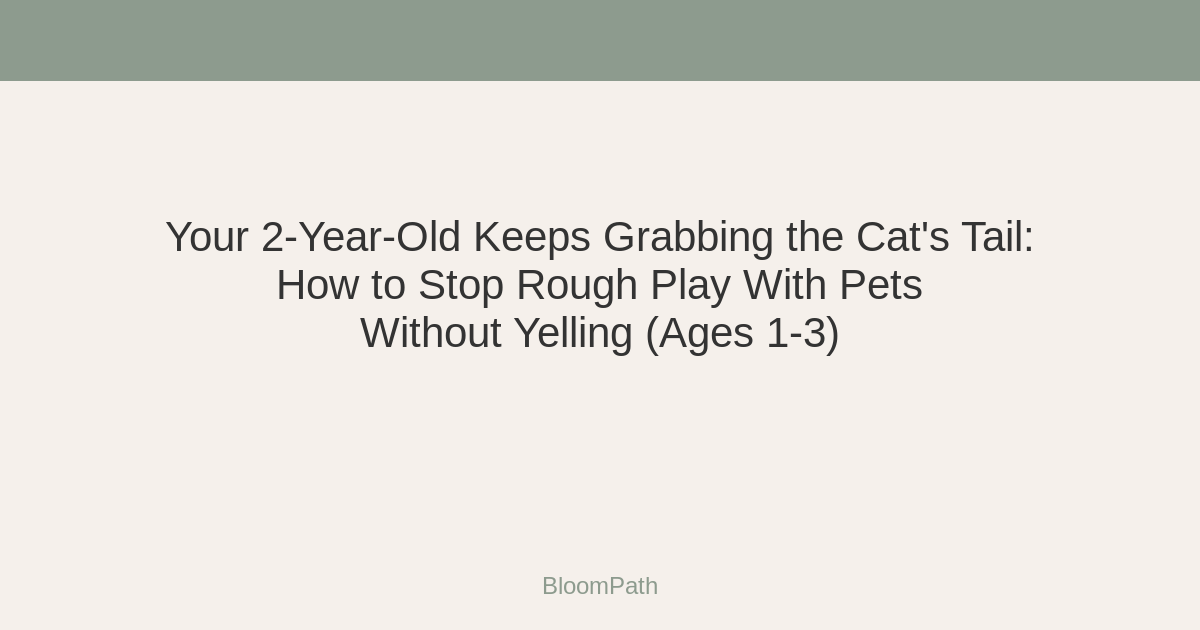 Your 2-Year-Old Keeps Grabbing the Cat's Tail:
How to Stop Rough Play With Pets
Without Yelling (Ages 1-3)
BloomPath